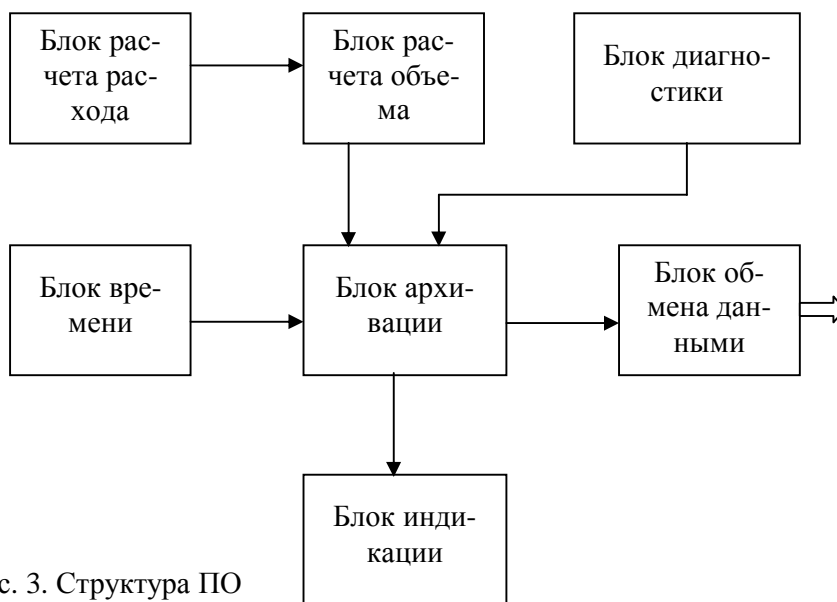 Блок рас-
чета рас-
хода
Блок рас-
чета объе-
ма
Блок диагно-
стики
Блок вре-
мени
Блок архи-
вации
Блок об-
мена дан-
ными
Блок инди-
кации
с. 3. Структура ПО